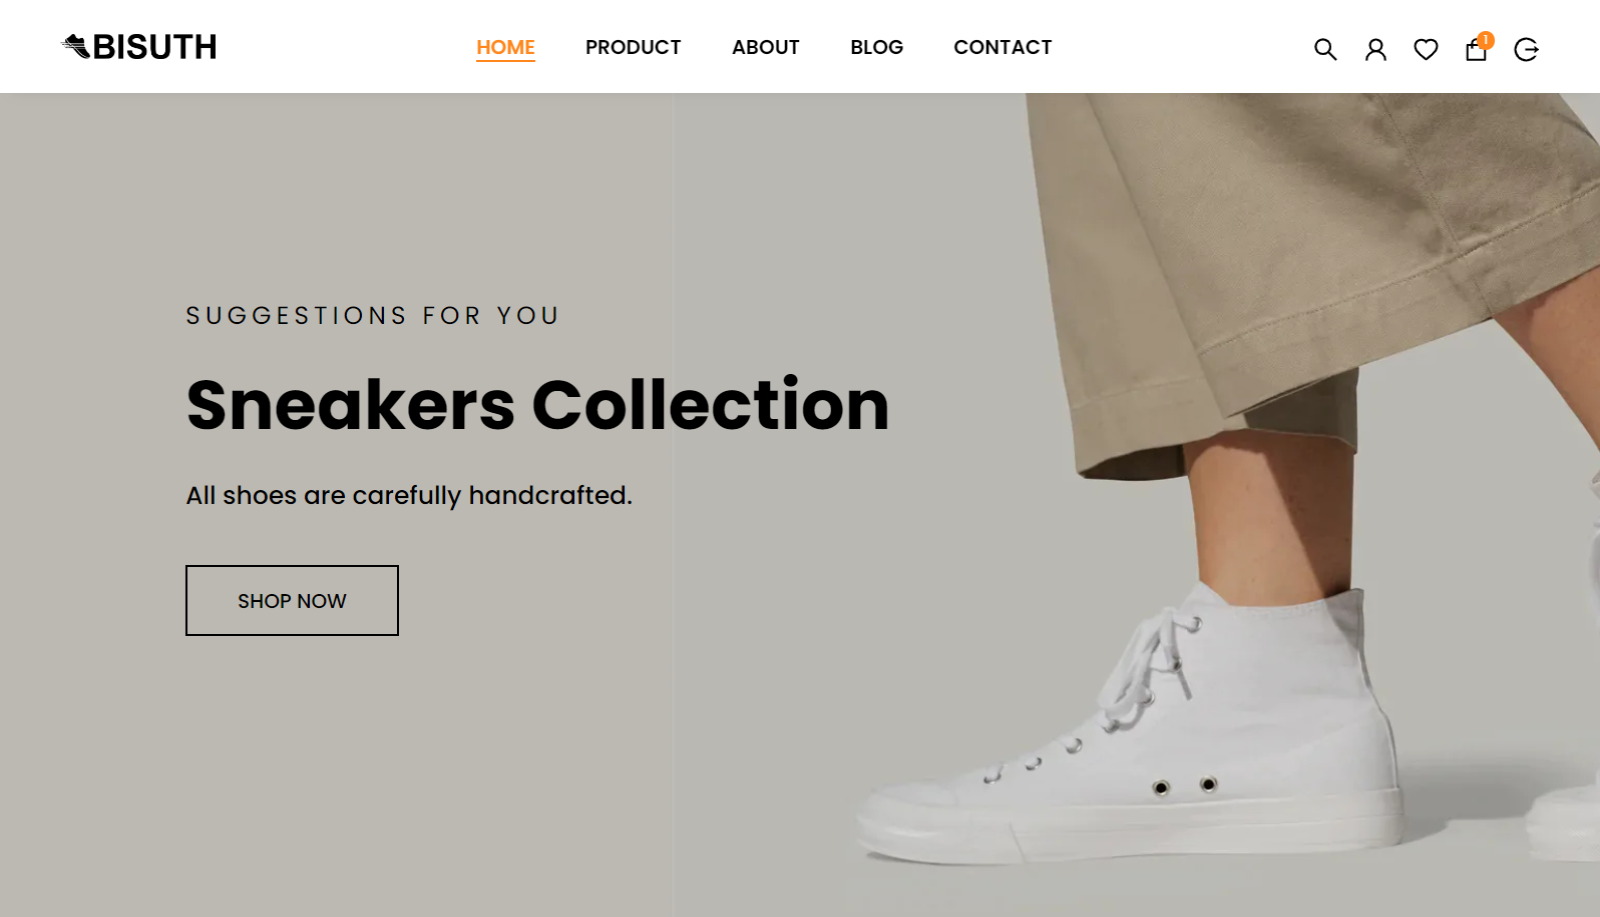 BISUTH
HOME PRODUCT ABOUT BLOG CONTACT
1
SUGGESTIONS FOR YOU
Sneakers Collection
All shoes are carefully handcrafted.
SHOP NOW